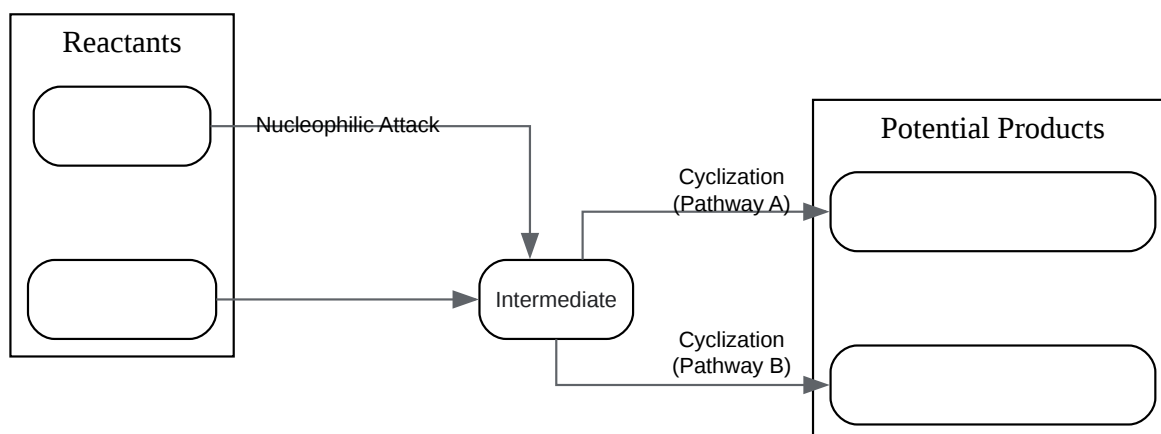 Reactants
Nucleophilic Attack
Potential Products
Cyclization
(Pathway A)
Intermediate
Cyclization
(Pathway B)